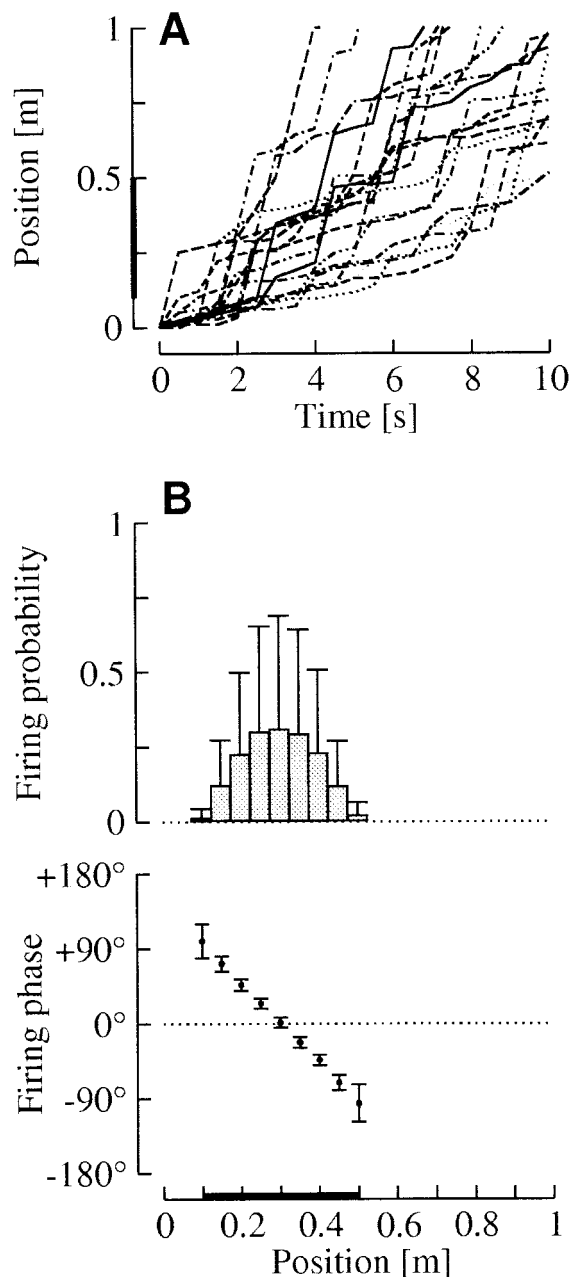 A
1
0.5
0
Position [m]
0 2 4 6 8 10
Time [s]
B
1
0.5
0
Firing probability
+180°
+90°
0°
-90°
-180°
Firing phase
0 0.2 0.4 0.6 0.8 1
Position [m]